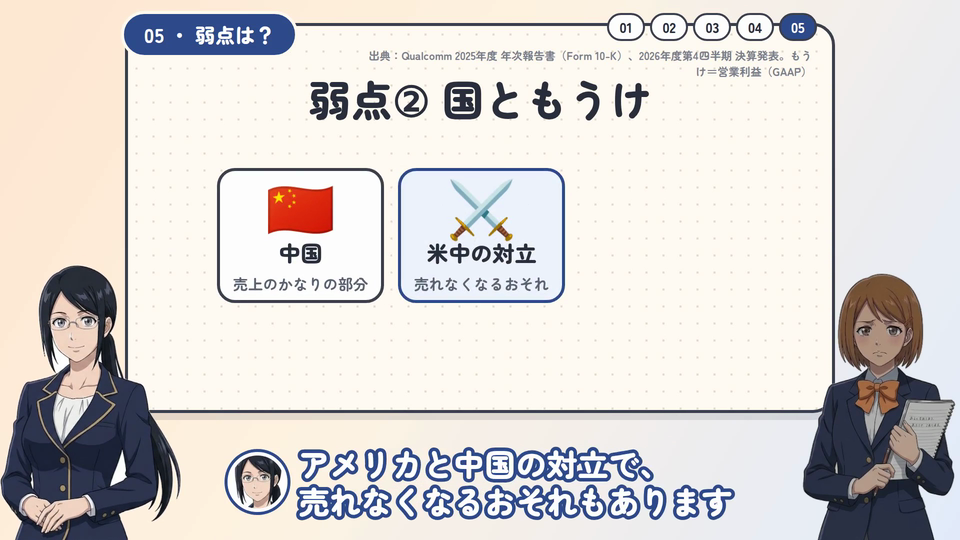 05 ・ 弱点は？
01 02 03 04 05
出典：Qualcomm 2025年度 年次報告書（Form 10-K）、2026年度第4四半期 決算発表。もう
け＝営業利益（GAAP）
弱点② 国ともうけ
中国
売上のかなりの部分
米中の対立
売れなくなるおそれ
アメリカと中国の対立で、
売れなくなるおそれもあります